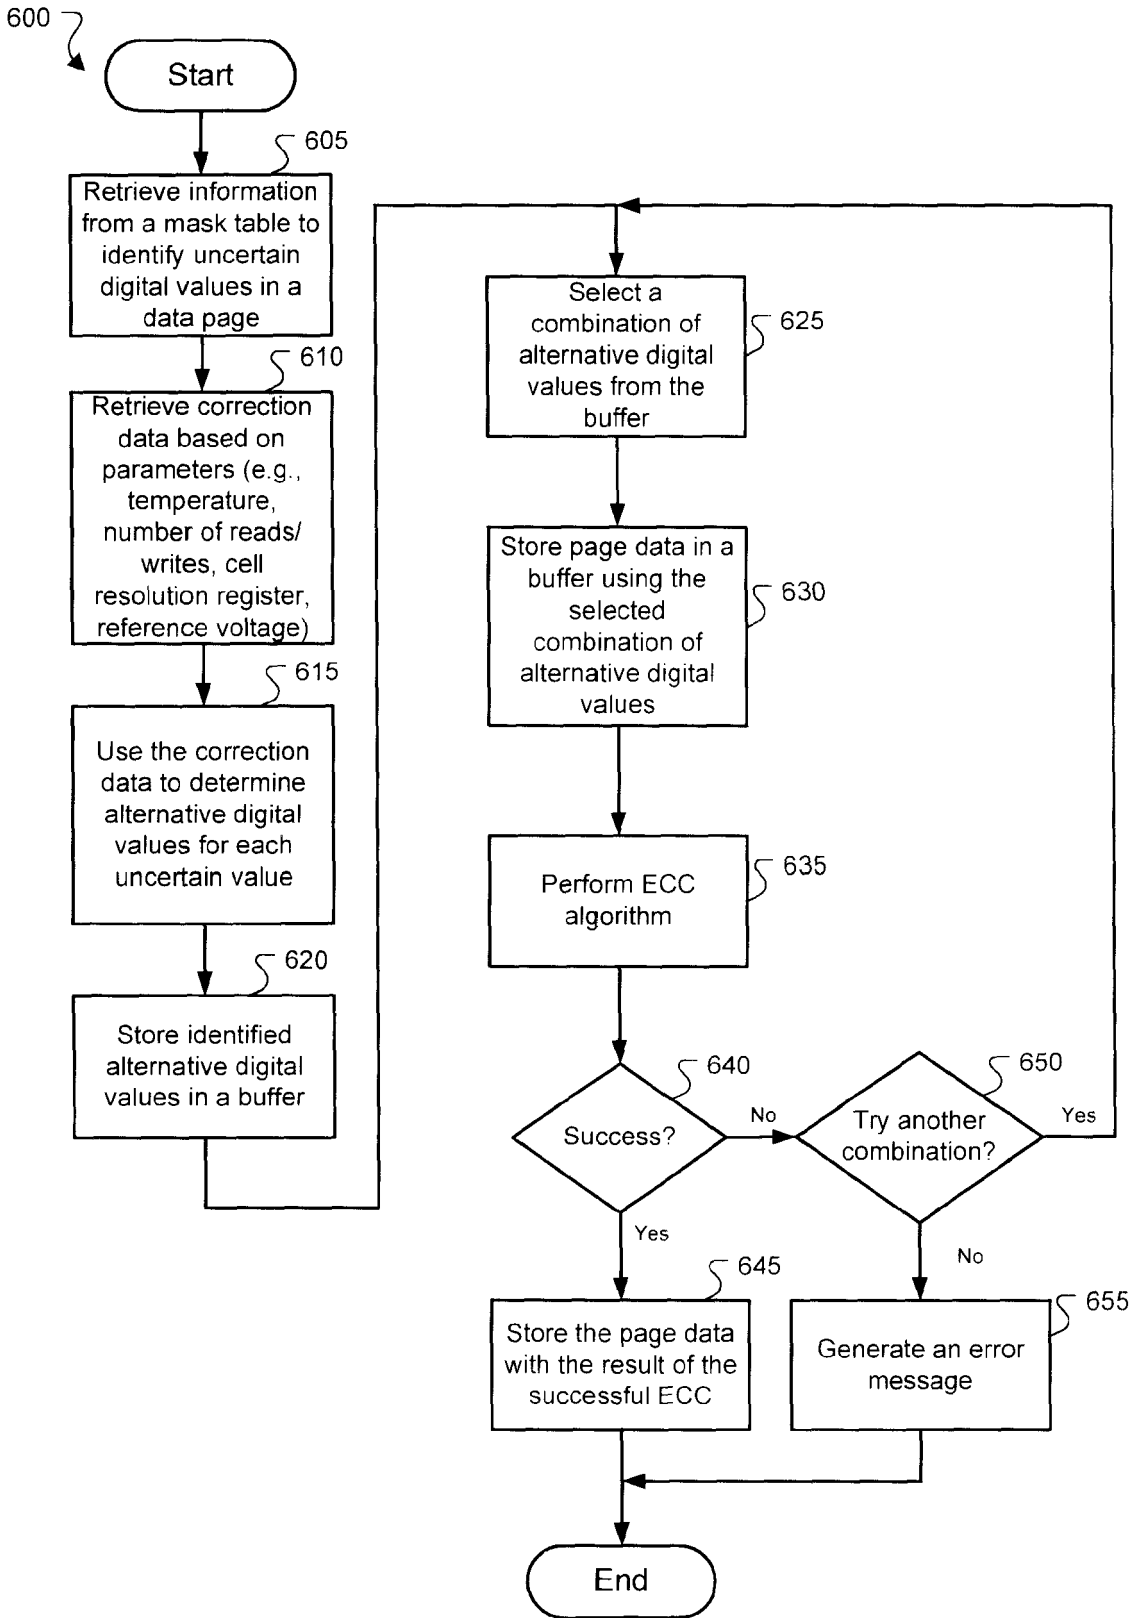 600
Start
605
Retrieve information
from a mask table to
identify uncertain
digital values in a
data page
610
Retrieve correction
data based on
parameters (e.g.,
temperature,
number of reads/
writes, cell
resolution register,
reference voltage)
615
Use the correction
data to determine
alternative digital
values for each
uncertain value
620
Store identified
alternative digital
values in a buffer
625
Select a
combination of
alternative digital
values from the
buffer
630
Store page data in a
buffer using the
selected
combination of
alternative digital
values
635
Perform ECC
algorithm
640
Success?
No
650
Try another
combination?
Yes
Yes
No
645
Store the page data
with the result of the
successful ECC
655
Generate an error
message
End